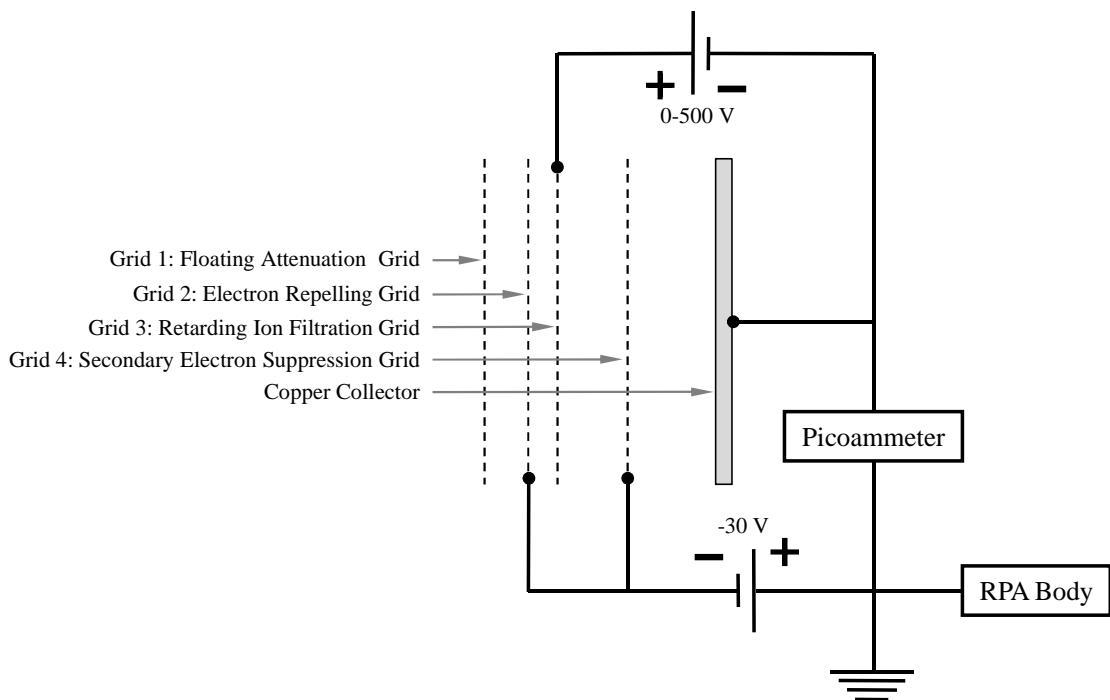 + −
0-500 V
Grid 1: Floating Attenuation Grid
Grid 2: Electron Repelling Grid
Grid 3: Retarding Ion Filtration Grid
Grid 4: Secondary Electron Suppression Grid
Copper Collector
Picoammeter
-30 V
− +
RPA Body